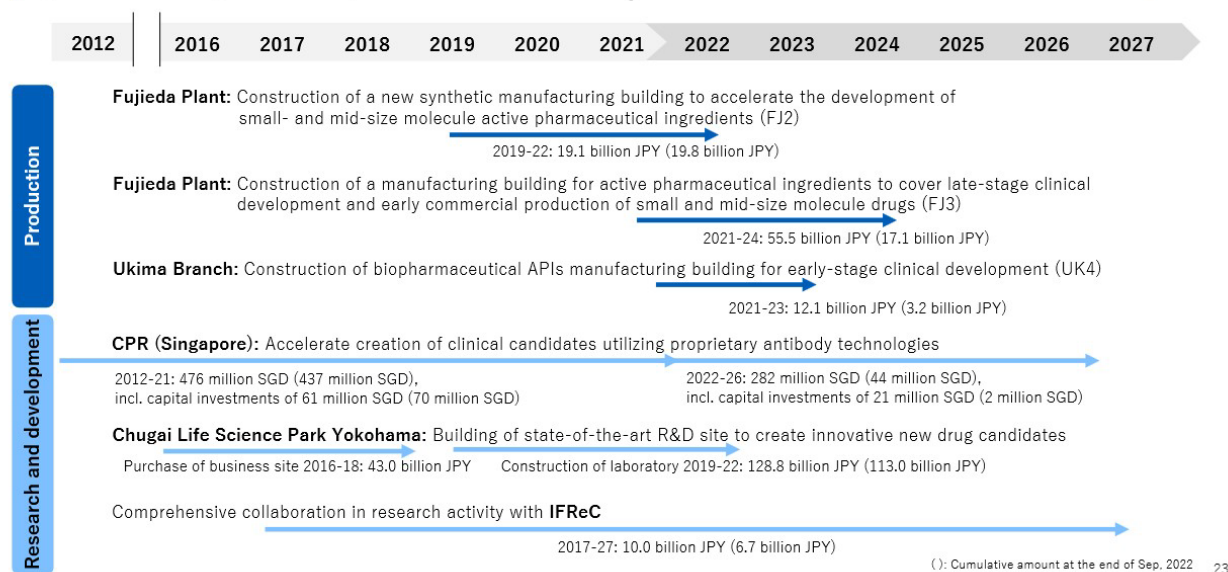 2012 2016 2017 2018 2019 2020 2021 2022 2023 2024 2025 2026 2027
Production
Fujieda Plant: Construction of a new synthetic manufacturing building to accelerate the development of
small- and mid-size molecule active pharmaceutical ingredients (FJ2)
2019-22: 19.1 billion JPY (19.8 billion JPY)
Fujieda Plant: Construction of a manufacturing building for active pharmaceutical ingredients to cover late-stage clinical
development and early commercial production of small and mid-size molecule drugs (FJ3)
2021-24: 55.5 billion JPY (17.1 billion JPY)
Ukima Branch: Construction of biopharmaceutical APIs manufacturing building for early-stage clinical development (UK4)
2021-23: 12.1 billion JPY (3.2 billion JPY)
Research and development
CPR (Singapore): Accelerate creation of clinical candidates utilizing proprietary antibody technologies
2012-21: 476 million SGD (437 million SGD),
incl. capital investments of 61 million SGD (70 million SGD)
2022-26: 282 million SGD (44 million SGD),
incl. capital investments of 21 million SGD (2 million SGD)
Chugai Life Science Park Yokohama: Building of state-of-the-art R&D site to create innovative new drug candidates
Purchase of business site 2016-18: 43.0 billion JPY
Construction of laboratory 2019-22: 128.8 billion JPY (113.0 billion JPY)
Comprehensive collaboration in research activity with IFReC
2017-27: 10.0 billion JPY (6.7 billion JPY)
( ): Cumulative amount at the end of Sep, 2022
23